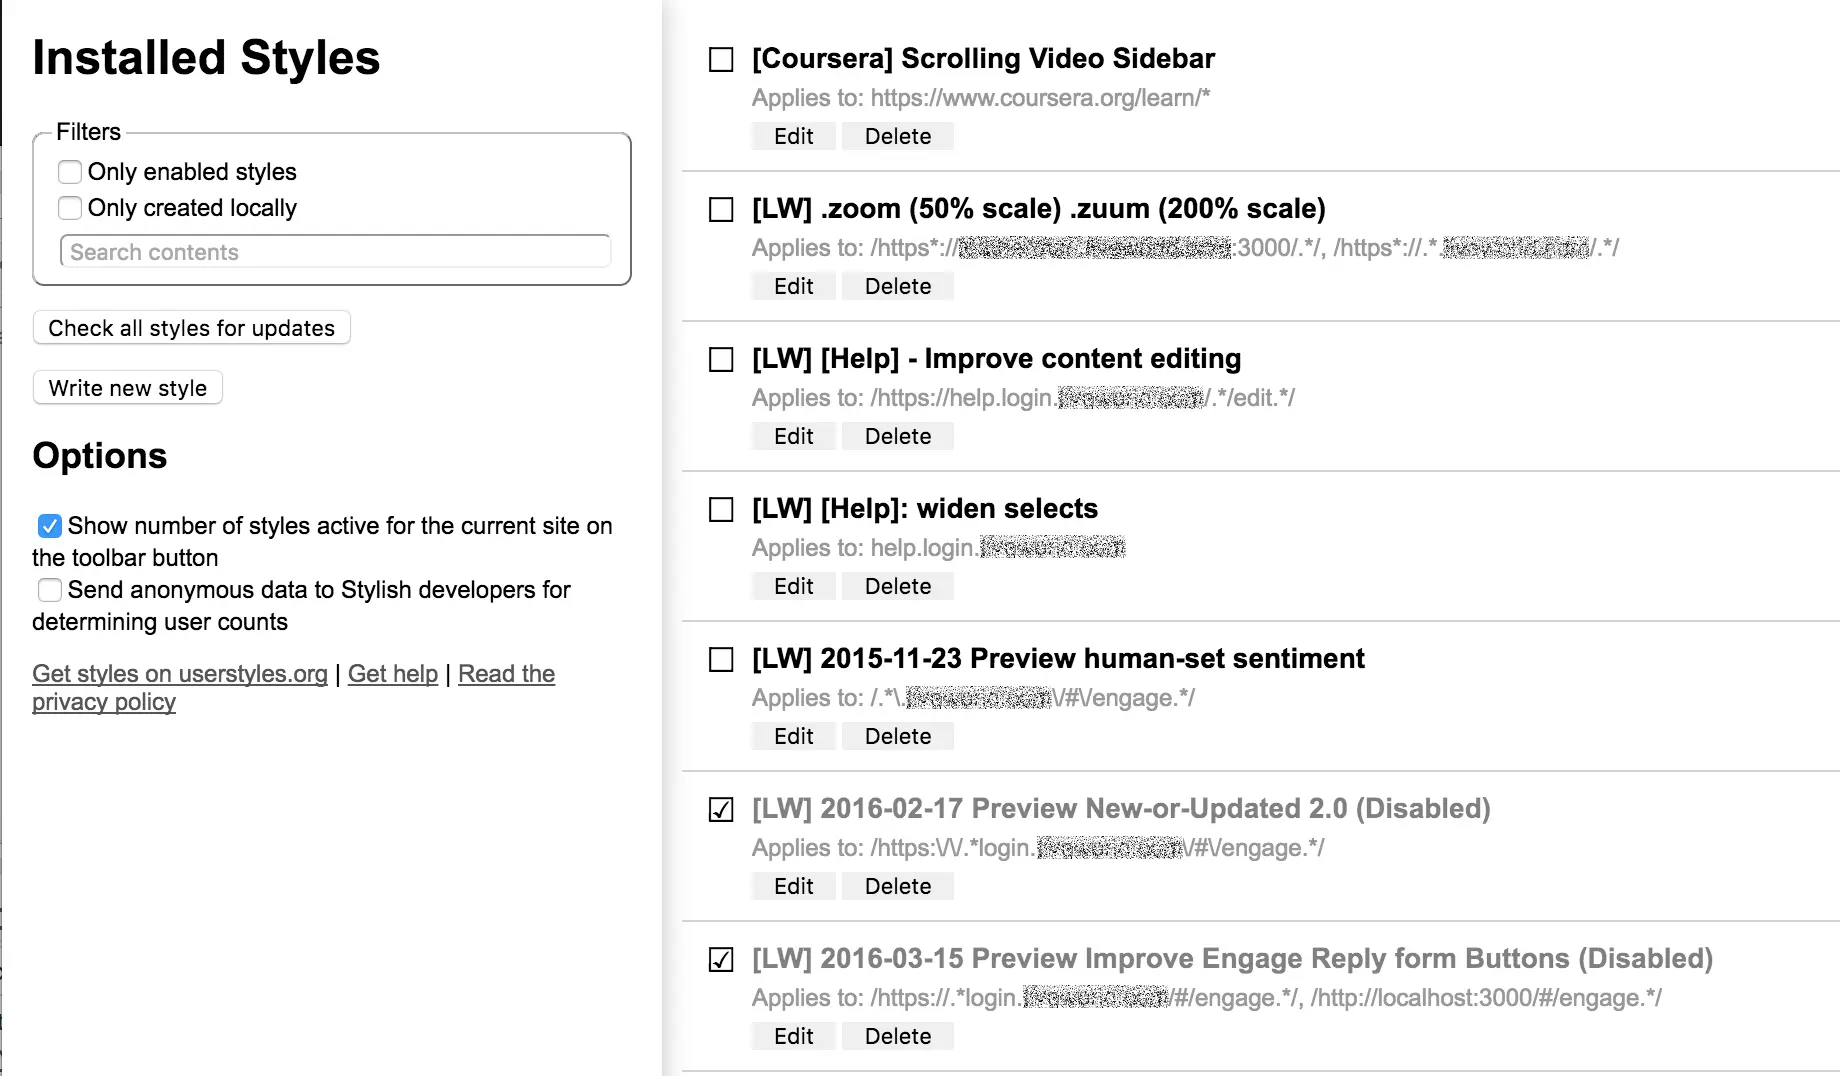 Installed Styles
Filters
Only enabled styles
Only created locally
Search contents
Check all styles for updates
Write new style
Options
Show number of styles active for the current site on
the toolbar button
Send anonymous data to Stylish developers for
determining user counts
Get styles on userstyles.org | Get help | Read the
privacy policy
[Coursera] Scrolling Video Sidebar
Applies to: https://www.coursera.org/learn/*
Edit Delete
[LW] .zoom (50% scale) .zuum (200% scale)
Applies to: /https*:// :3000/.*/, /https*://.*. /.*/
Edit Delete
[LW] [Help] - Improve content editing
Applies to: /https://help.login. /.*/edit.*/
Edit Delete
[LW] [Help]: widen selects
Applies to: help.login.
Edit Delete
[LW] 2015-11-23 Preview human-set sentiment
Applies to: /.*\. \/#\/engage.*/
Edit Delete
[LW] 2016-02-17 Preview New-or-Updated 2.0 (Disabled)
Applies to: /https:\/\/.*login. \/#\/engage.*/
Edit Delete
[LW] 2016-03-15 Preview Improve Engage Reply form Buttons (Disabled)
Applies to: /https://.*login. /#/engage.*/, /http://localhost:3000/#/engage.*/
Edit Delete